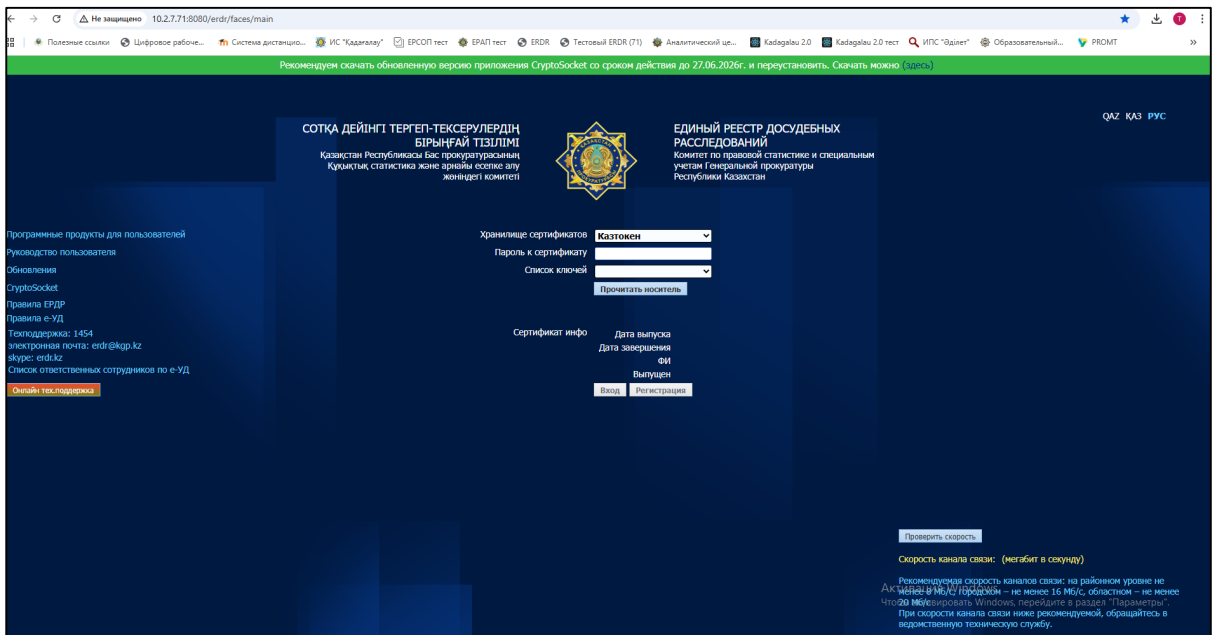 Не защищено 10.2.7.71:8080/erdr/faces/main
T
Полезные ссылки Цифровое рабоче... Система дистанцио... ИС "Қадағалау" ЕРСОП тест ЕРАП тест ERDR Тестовый ERDR (71) Аналитический це... Kadagalau 2.0 Kadagalau 2.0 тест ИПС "Әділет" Образовательный... PROMT »
Рекомендуем скачать обновленную версию приложения CryptoSocket со сроком действия до 27.06.2026г. и переустановить. Скачать можно (здесь)
QAZ ҚАЗ РУС
СОТҚА ДЕЙІНГІ ТЕРГЕП-ТЕКСЕРУЛЕРДІҢ
БІРЫҢҒАЙ ТІЗІЛІМІ
Қазақстан Республикасы Бас прокуратурасының
Құқықтық статистика және арнайы есепке алу
жөніндегі комитеті
ЕДИНЫЙ РЕЕСТР ДОСУДЕБНЫХ
РАССЛЕДОВАНИЙ
Комитет по правовой статистике и специальным
учетам Генеральной прокуратуры
Республики Казахстан
Программные продукты для пользователей
Руководство пользователя
Обновления
CryptoSocket
Правила ЕРДР
Правила е-УД
Техподдержка: 1454
электронная почта: erdr@kgp.kz
skype: erdr.kz
Список ответственных сотрудников по е-УД
Онлайн тех.поддержка
Хранилище сертификатов Казтокен
Пароль к сертификату
Список ключей
Прочитать носитель
Сертификат инфо Дата выпуска
Дата завершения
ФИ
Выпущен
Вход Регистрация
Проверить скорость
Скорость канала связи: (мегабит в секунду)
Рекомендуемая скорость каналов связи: на районном уровне не
менее 8 Мб/с, городском – не менее 16 Мб/с, областном – не менее
20 Мб/с.
При скорости канала связи ниже рекомендуемой, обращайтесь в
ведомственную техническую службу.
Активация Windows
Чтобы активировать Windows, перейдите в раздел "Параметры".